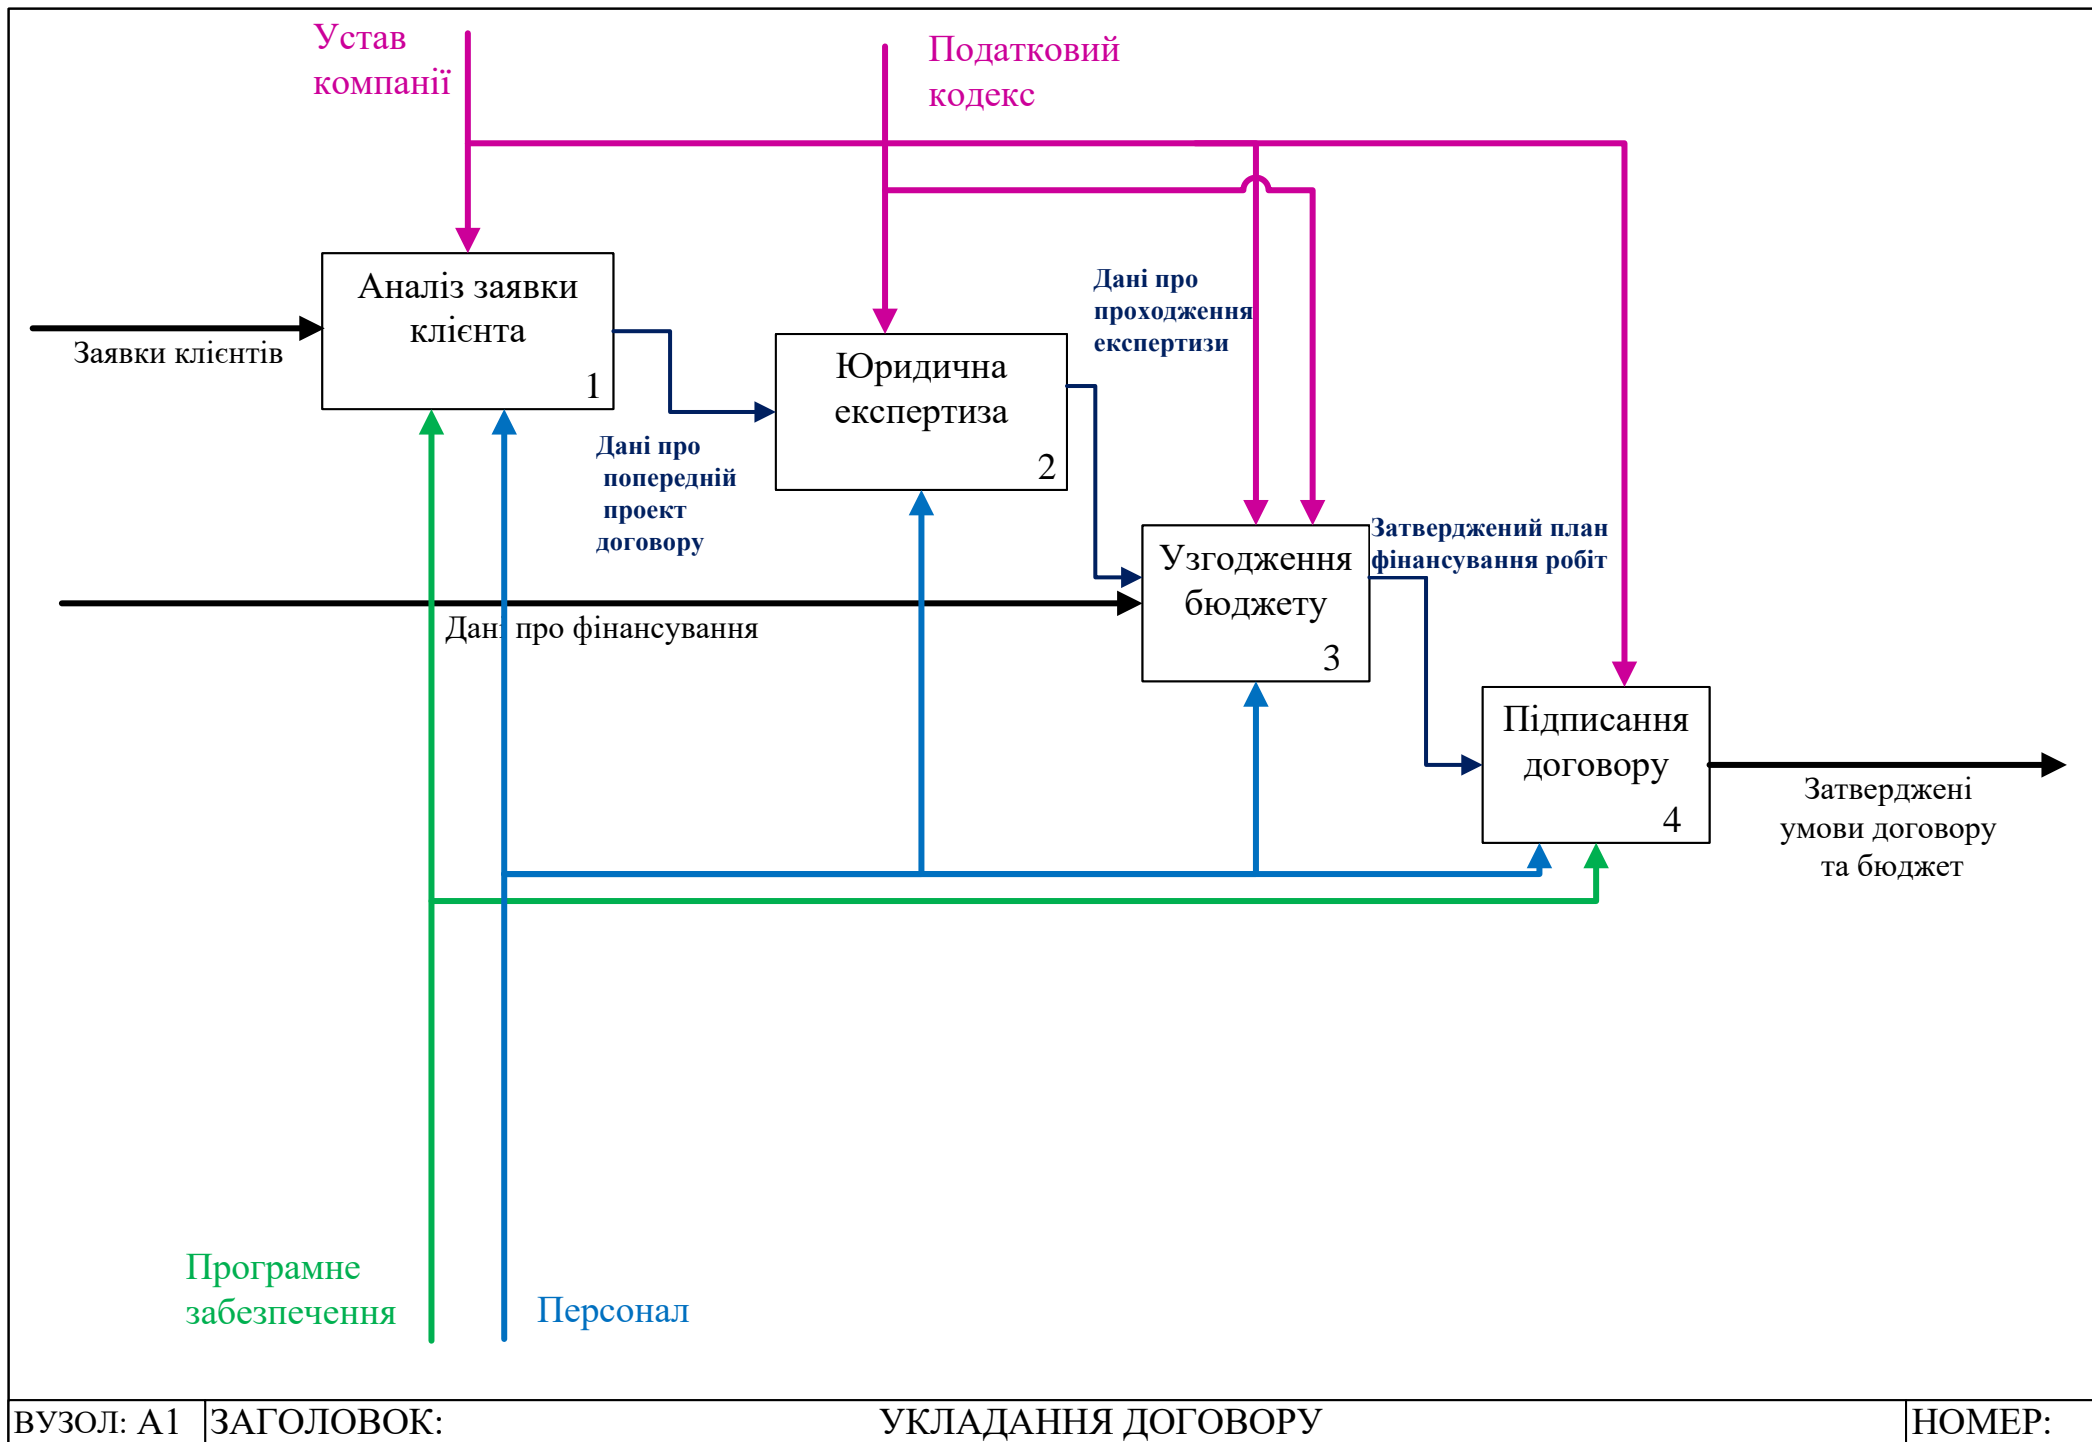 Устав
компанії
Податковий
кодекс
Аналіз заявки
клієнта
1
Заявки клієнтів
Дані про
проходження
експертизи
Юридична
експертиза
2
Дані про
попередній
проект
договору
Затверджений план
фінансування робіт
Узгодження
бюджету
3
Дані про фінансування
Підписання
договору
4
Затверджені
умови договору
та бюджет
Програмне
забезпечення
Персонал
ВУЗОЛ: А1
ЗАГОЛОВОК:
УКЛАДАННЯ ДОГОВОРУ
НОМЕР: